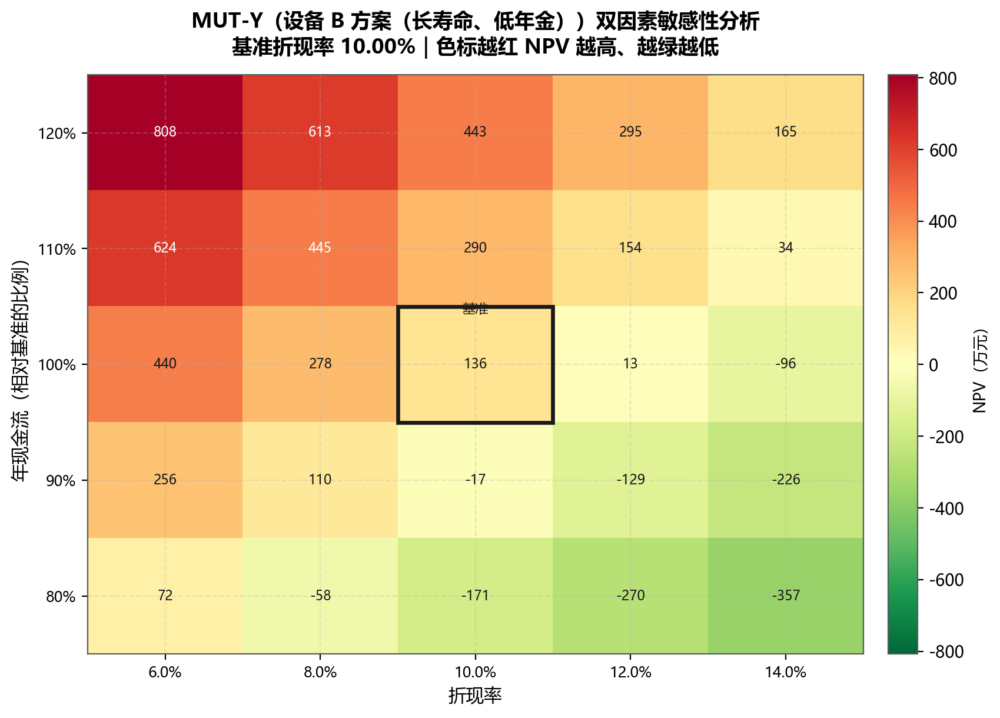 MUT-Y（设备 B 方案（长寿命、低年金））双因素敏感性分析
基准折现率 10.00% | 色标越红 NPV 越高、越绿越低
年现金流（相对基准的比例）
120% 808 613 443 295 165
110% 624 445 290 154 34
基准
100% 440 278 136 13 -96
90% 256 110 -17 -129 -226
80% 72 -58 -171 -270 -357
6.0% 8.0% 10.0% 12.0% 14.0%
折现率
800
600
400
200
0
-200
-400
-600
-800
NPV（万元）